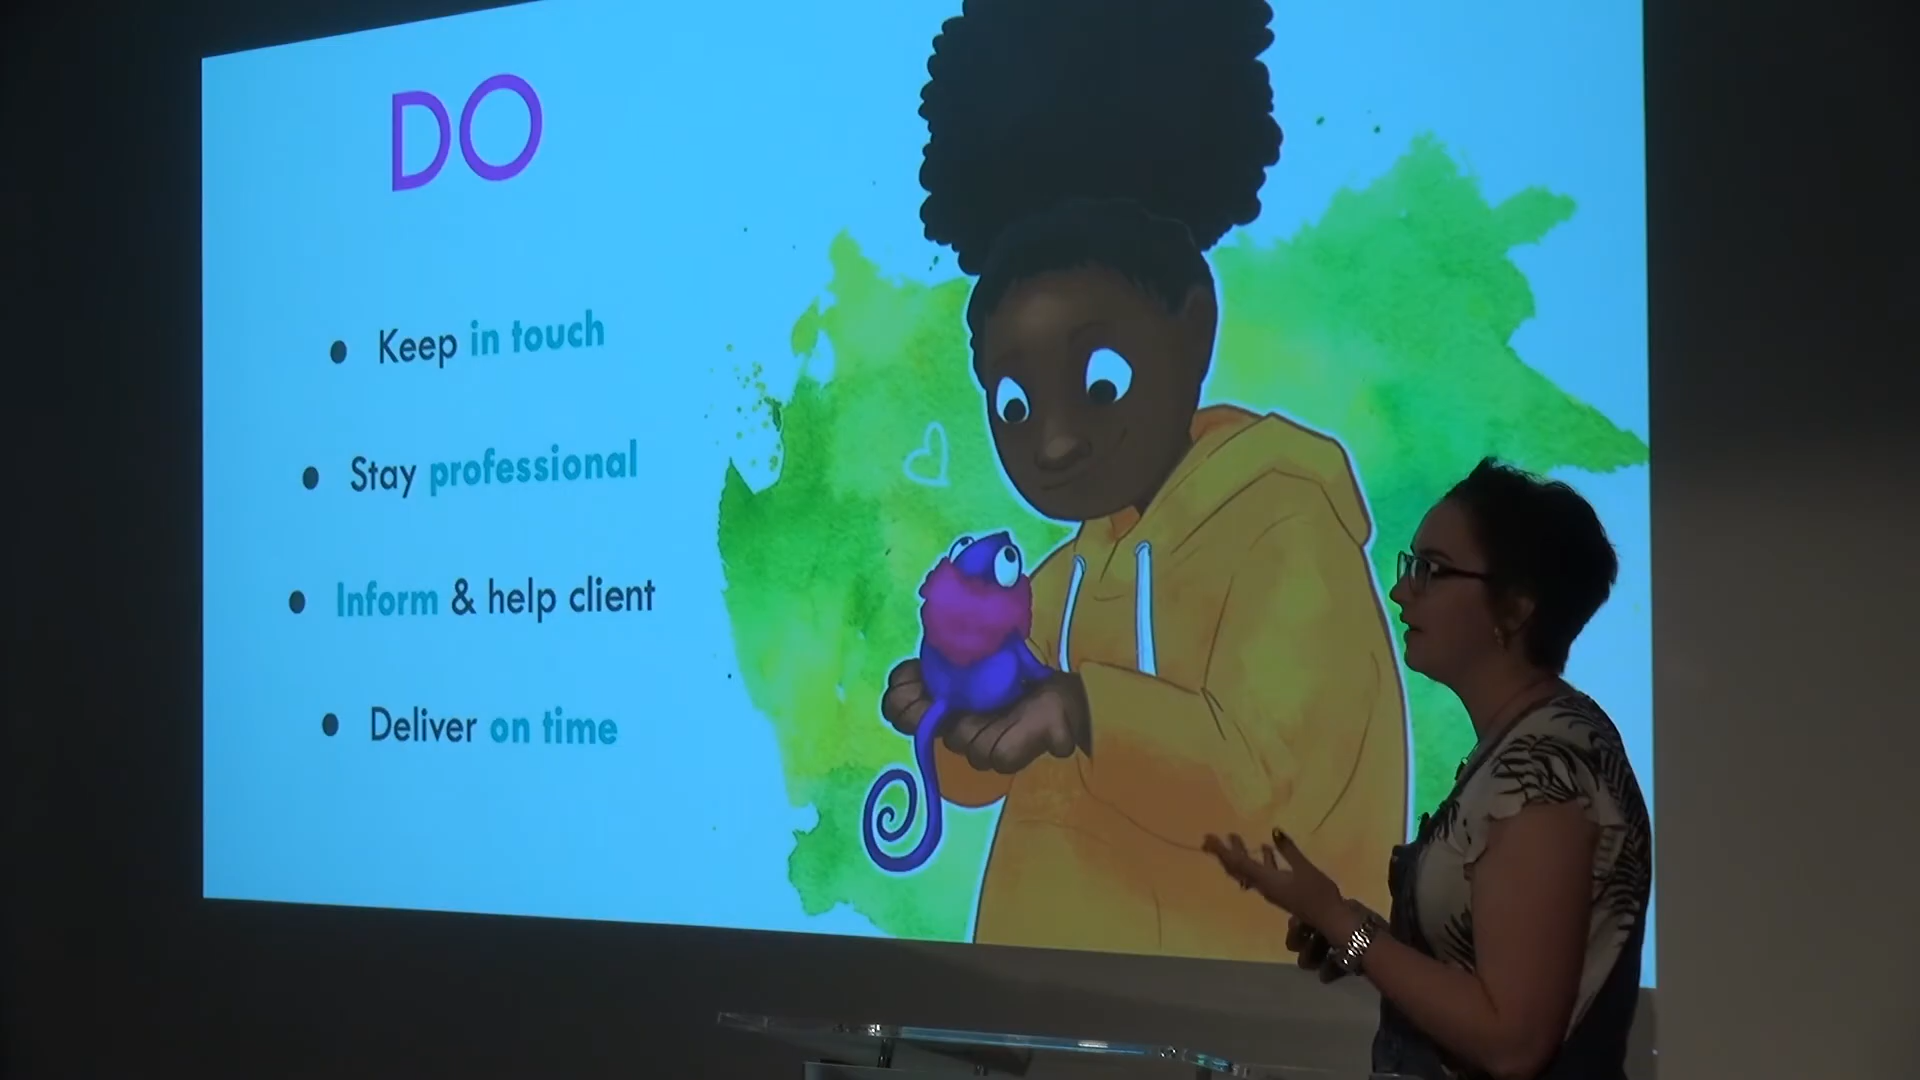 DO
Keep in touch
Stay professional
Inform & help client
Deliver on time